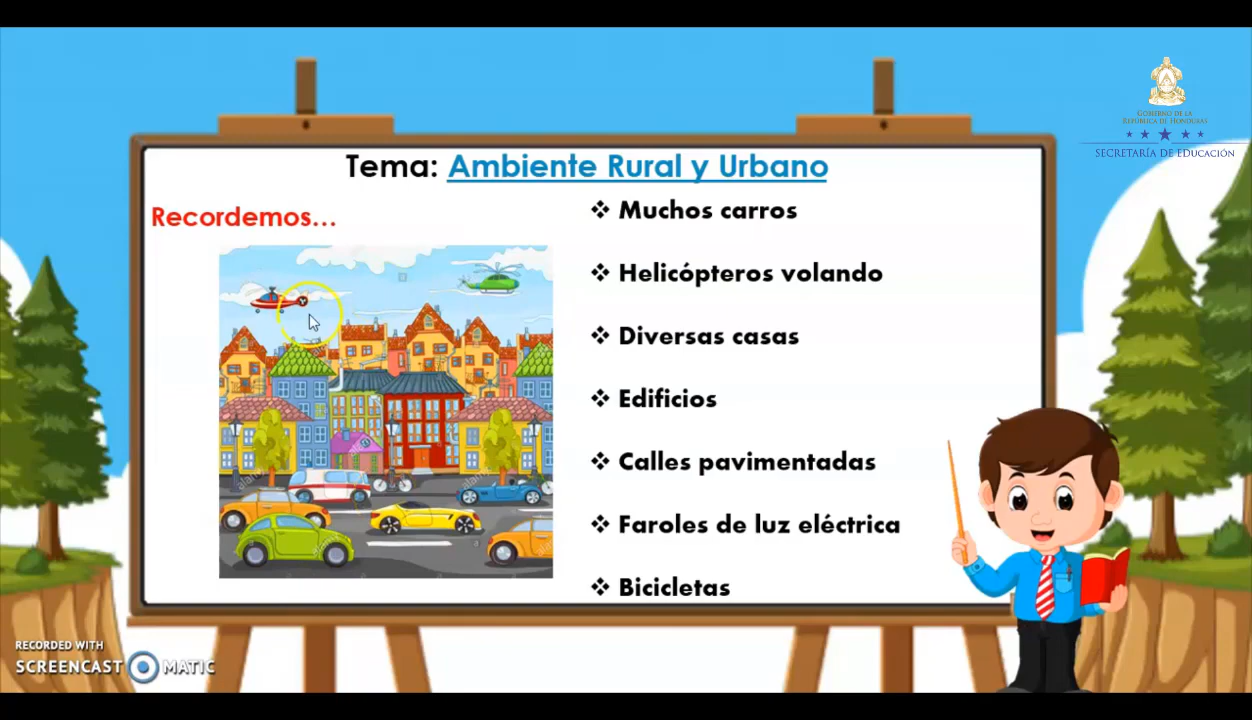 GOBIERNO DE LA
REPÚBLICA DE HONDURAS
SECRETARÍA DE EDUCACIÓN
Tema: Ambiente Rural y Urbano
Recordemos...
❖ Muchos carros
❖ Helicópteros volando
❖ Diversas casas
❖ Edificios
❖ Calles pavimentadas
❖ Faroles de luz eléctrica
❖ Bicicletas
RECORDED WITH
SCREENCAST MATIC